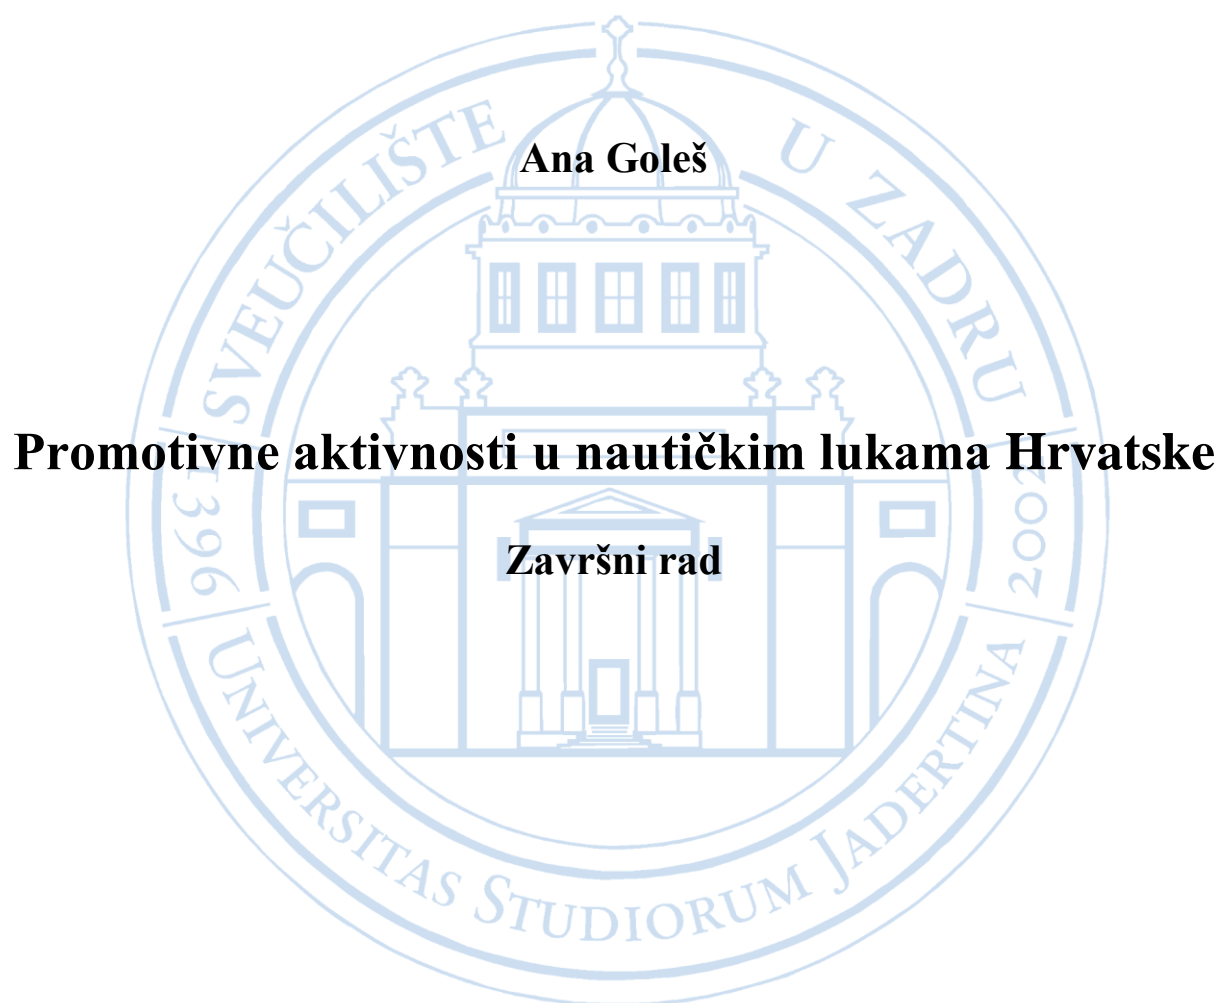 SVEUČILIŠTE U ZADRU
Ana Goleš
Promotivne aktivnosti u nautičkim lukama Hrvatske
1396
2002
Završni rad
UNIVERSITAS STUDIORUM JADERTINA